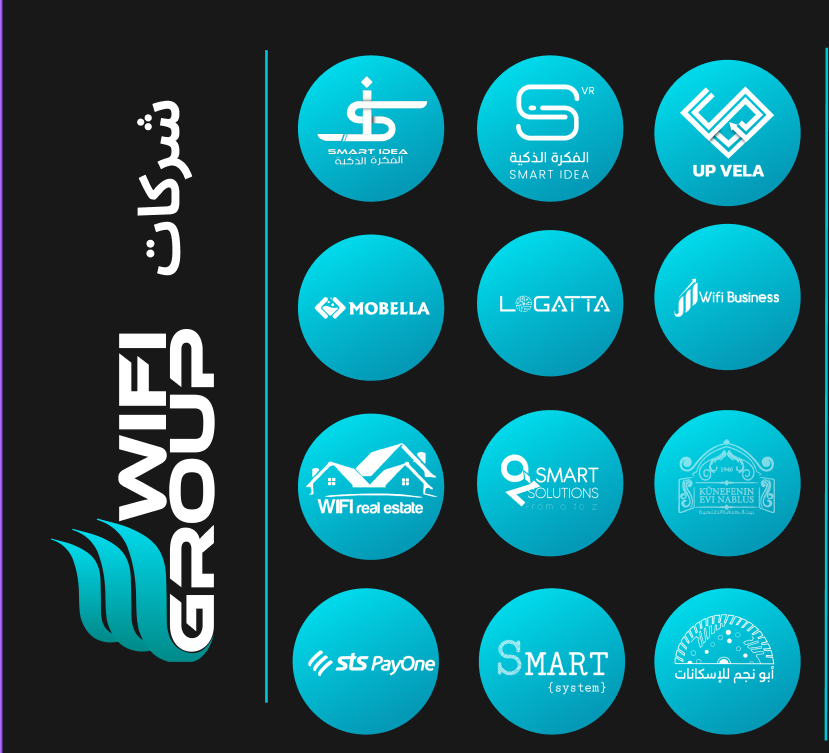 شركات
WIFI
GROUP
SMART IDEA
الفكرة الذكية
VR
الفكرة الذكية
SMART IDEA
UP VELA
MOBELLA
LOGATTA
Wifi Business
WIFI real estate
SMART
SOLUTIONS
From a to z
1946
KÜNEFENIN
EVI NABLUS
sts PayOne
SMART
{system}
أبو نجم للإسكانات